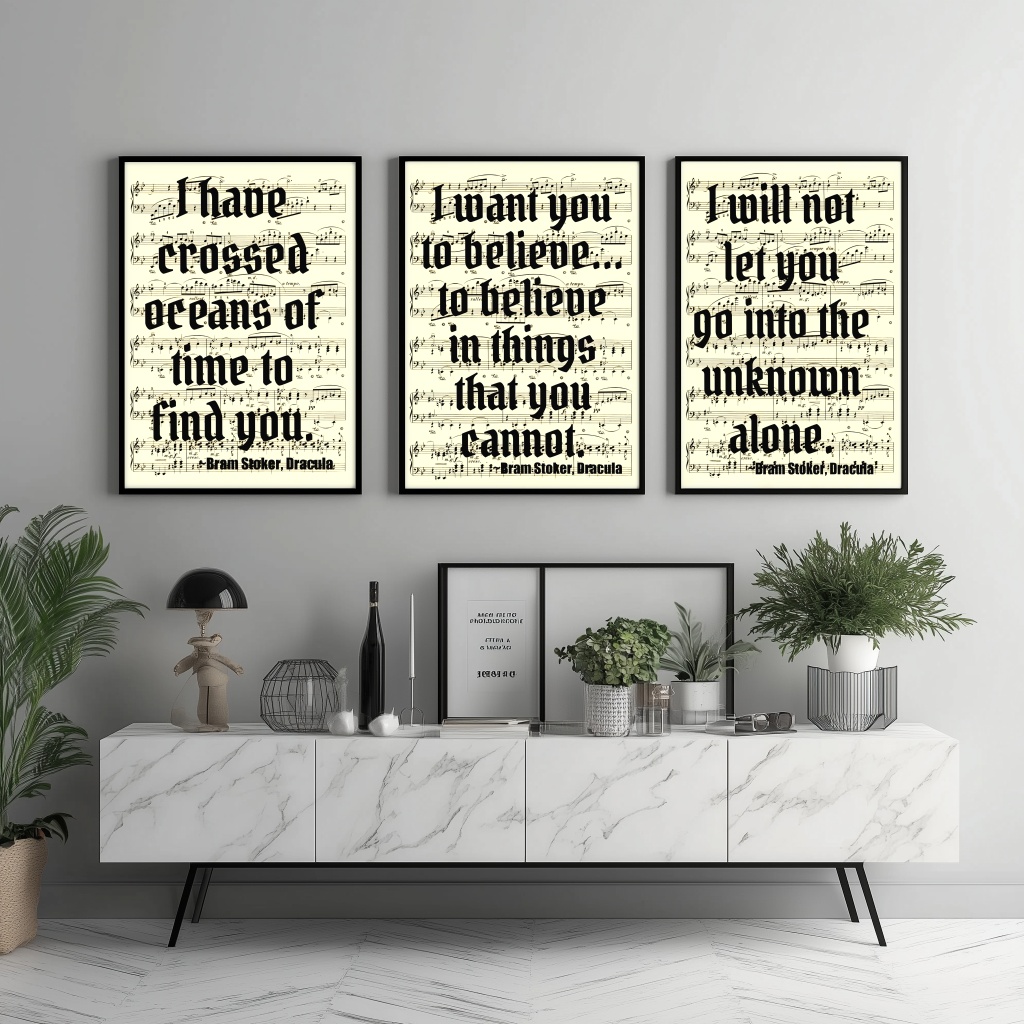 I have
crossed
oceans of
time to
find you.
~Bram Stoker, Dracula
I want you
to believe...
to believe
in things
that you
cannot.
~Bram Stoker, Dracula
I will not
let you
go into the
unknown
alone.
~Bram Stoker, Dracula